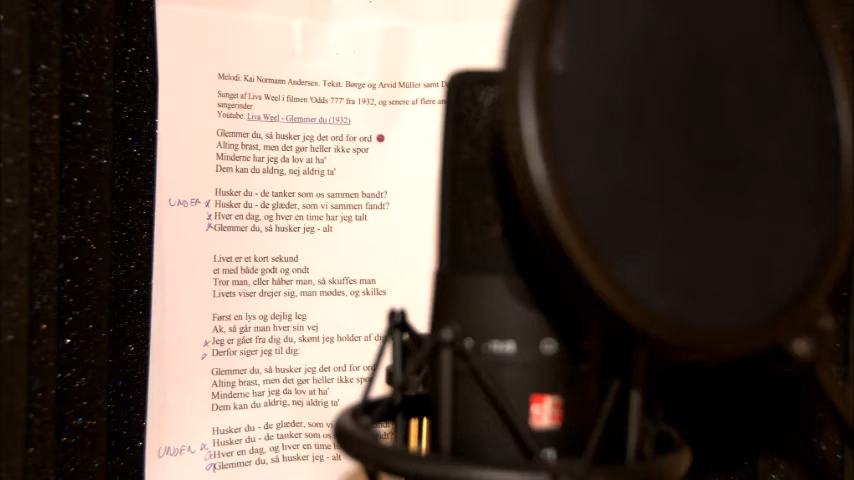 Melodi: Kai Normann Andersen. Tekst: Børge og Arvid Müller samt
Sunget af Liva Weel i filmen 'Odds 777' fra 1932, og senere af flere
sangerinder.
Youtube: Liva Weel - Glemmer du (1932)
Glemmer du, så husker jeg det ord for ord
Alting brast, men det gør heller ikke spor
Minderne har jeg da lov at ha'
Dem kan du aldrig, nej aldrig ta'
Husker du - de tanker som os sammen bandt?
UNDER x Husker du - de glæder, som vi sammen fandt?
x Hver en dag, og hver en time har jeg talt
x Glemmer du, så husker jeg - alt
Livet er et kort sekund
et med både godt og ondt
Tror man, eller håber man, så skuffes man
Livets viser drejer sig, man mødes, og skilles
Først en lys og dejlig leg
Ak, så går man hver sin vej
x Jeg er gået fra dig du, skønt jeg holder af
Derfor siger jeg til dig:
Glemmer du, så husker jeg det ord for ord
Alting brast, men det gør heller ikke spor
Minderne har jeg da lov at ha'
Dem kan du aldrig, nej aldrig ta'
Husker du - de glæder, som
UNDER x Husker du - de tanker som os
Hver en dag, og hver en time
Glemmer du, så husker jeg - alt
sE